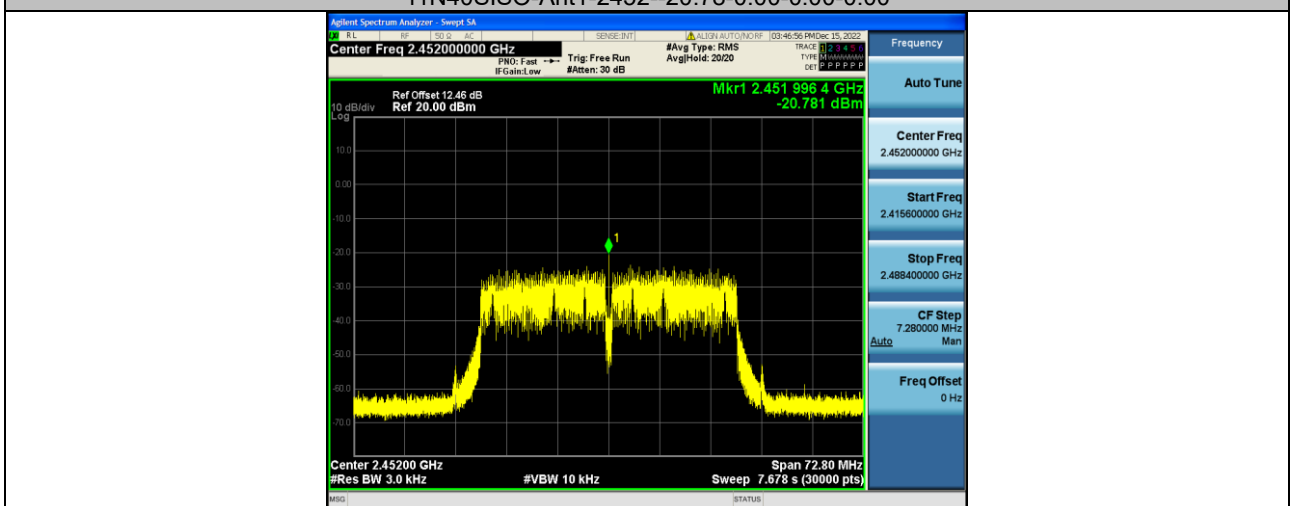 11N40SISO-Ant1-2452--20.78-0.00-0.00-0.00
Agilent Spectrum Analyzer - Swept SA
RL RF 50 Ω AC SENSE:INT ALIGN AUTO/NO RF 03:46:56 PM Dec 15, 2022
Center Freq 2.452000000 GHz
PNO: Fast
IFGain:Low
Trig: Free Run
#Atten: 30 dB
#Avg Type: RMS
Avg|Hold: 20/20
TRACE 1 2 3 4 5 6
TYPE M
DET P P P P P P
Frequency
Ref Offset 12.46 dB
10 dB/div Ref 20.00 dBm
Log
Mkr1 2.451 996 4 GHz
-20.781 dBm
Auto Tune
Center Freq
2.452000000 GHz
Start Freq
2.415600000 GHz
Stop Freq
2.488400000 GHz
CF Step
7.280000 MHz
Auto Man
Freq Offset
0 Hz
10.0
0.00
-10.0
1
-20.0
-30.0
-40.0
-50.0
-60.0
-70.0
Center 2.45200 GHz Span 72.80 MHz
#Res BW 3.0 kHz #VBW 10 kHz Sweep 7.678 s (30000 pts)
MSG STATUS